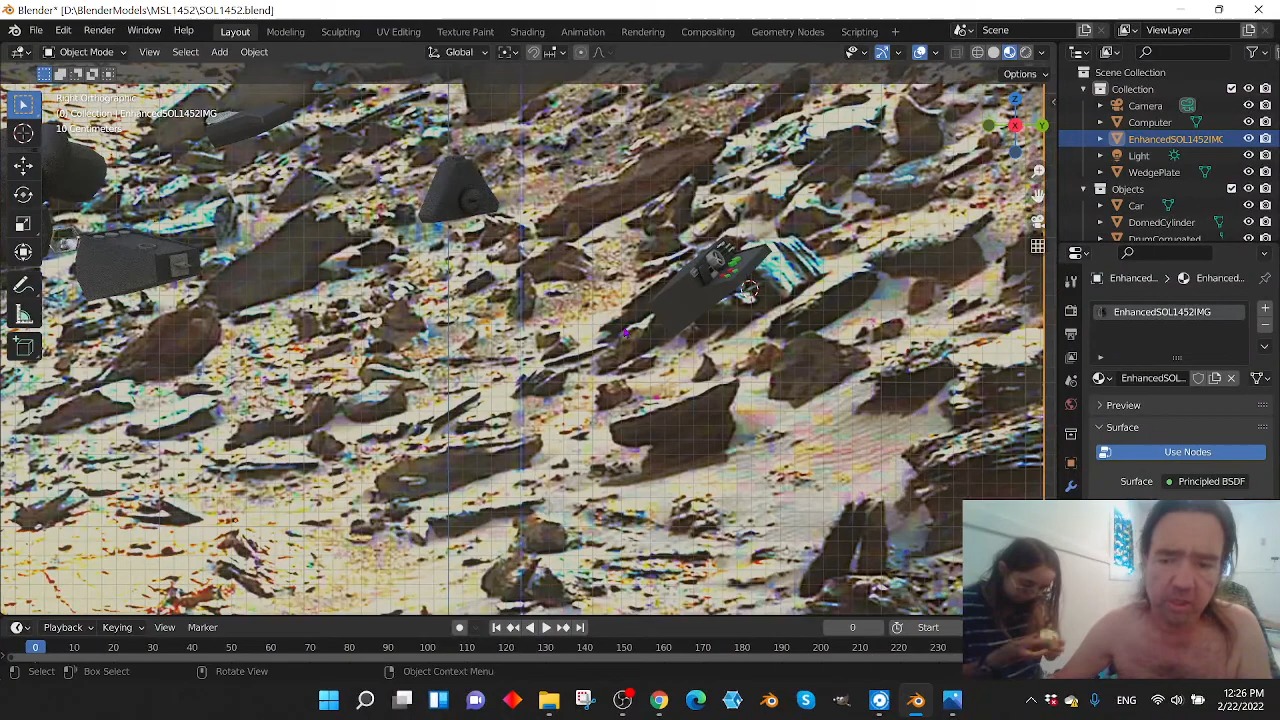 Blender* [D:\BlenderModels\MSL1452\SOL1452.blend]
File Edit Render Window Help Layout Modeling Sculpting UV Editing Texture Paint Shading Animation Rendering Compositing Geometry Nodes Scripting Scene ViewLayer
Object Mode View Select Add Object Global
Options
Right Orthographic
(0) Collection | EnhancedSOL1452IMG
10 Centimeters
Z
X
Y
Scene Collection
Collection
Camera
Computer
EnhancedSOL1452IMG
Light
WedgePlate
Objects
Car
DomedCylinder
DrumCorrugated
Enhanced... Enhanced...
EnhancedSOL1452IMG
EnhancedSOL...
Preview
Surface
Use Nodes
Surface Principled BSDF
Playback Keying View Marker 0 Start
0 10 20 30 40 50 60 70 80 90 100 110 120 130 140 150 160 170 180 190 200 210 220 230
Select Box Select Rotate View Object Context Menu
ENG 12:26 PM
2/22/2022